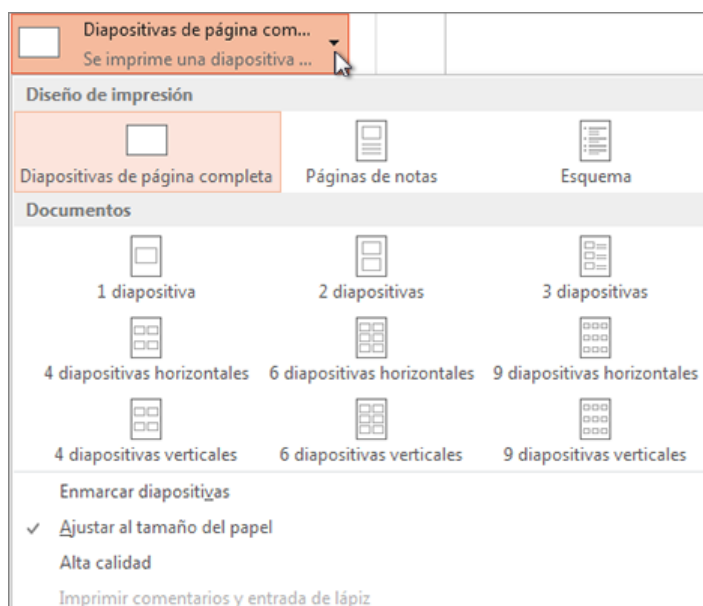 Diapositivas de página com...
Se imprime una diapositiva ...
Diseño de impresión
Diapositivas de página completa
Páginas de notas
Esquema
Documentos
1 diapositiva
2 diapositivas
3 diapositivas
4 diapositivas horizontales
6 diapositivas horizontales
9 diapositivas horizontales
4 diapositivas verticales
6 diapositivas verticales
9 diapositivas verticales
Enmarcar diapositivas
Ajustar al tamaño del papel
Alta calidad
Imprimir comentarios y entrada de lápiz